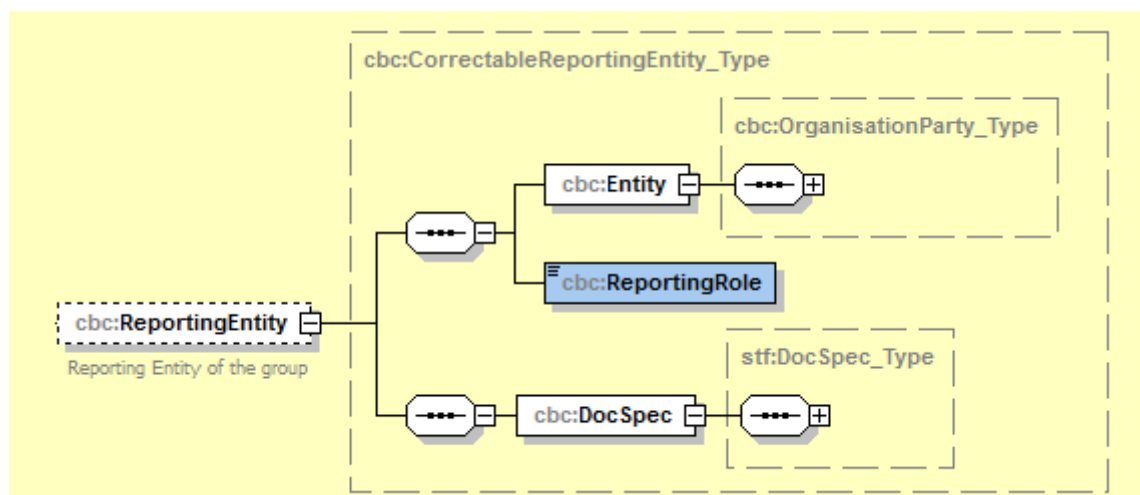 cbc:CorrectableReportingEntity_Type
cbc:OrganisationParty_Type
cbc:Entity
cbc:ReportingRole
cbc:ReportingEntity
Reporting Entity of the group
stf:DocSpec_Type
cbc:DocSpec